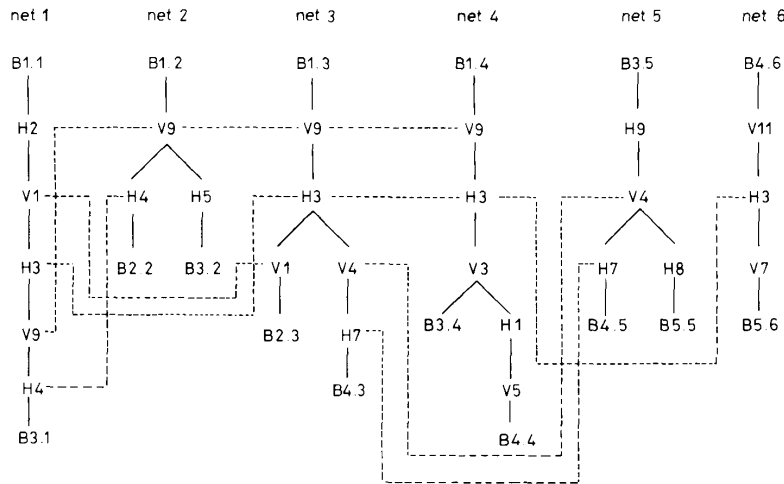 net 1 net 2 net 3 net 4 net 5 net 6
B1.1 B1.2 B1.3 B1.4 B3.5 B4.6
H2 V9 V9 V9 H9 V11
V1 H4 H5 H3 H3 V4 H3
H3 B2.2 B3.2 V1 V4 V3 H7 H8 V7
V9 B2.3 H7 B3.4 H1 B4.5 B5.5 B5.6
H4 B4.3 V5
B3.1 B4.4